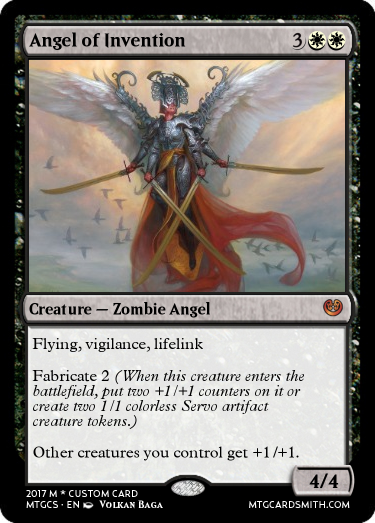 Angel of Invention 3
Creature — Zombie Angel
Flying, vigilance, lifelink
Fabricate 2 (When this creature enters the
battlefield, put two +1/+1 counters on it or
create two 1/1 colorless Servo artifact
creature tokens.)
Other creatures you control get +1/+1.
4/4
2017 M * CUSTOM CARD
MTGCS • EN VOLKAN BAGA
MTGCARDSMITH.COM